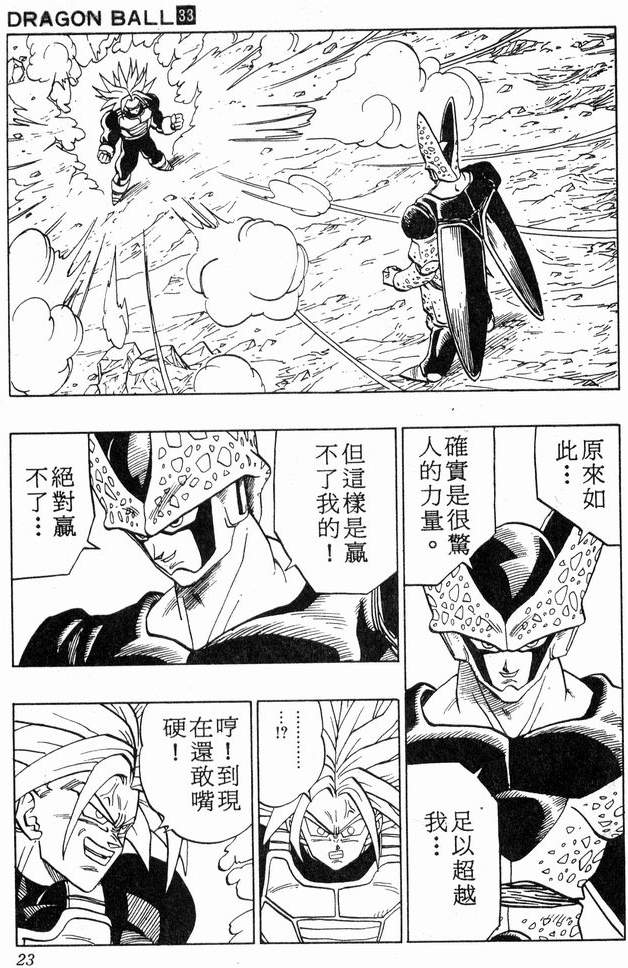 DRAGON BALL 33
原來如
此…
確實是很驚
人的力量。
足以超越
我…
但這樣是贏
不了我的！
絕對贏
不了…
………
…!?
哼！到現
在還敢嘴
硬！
23